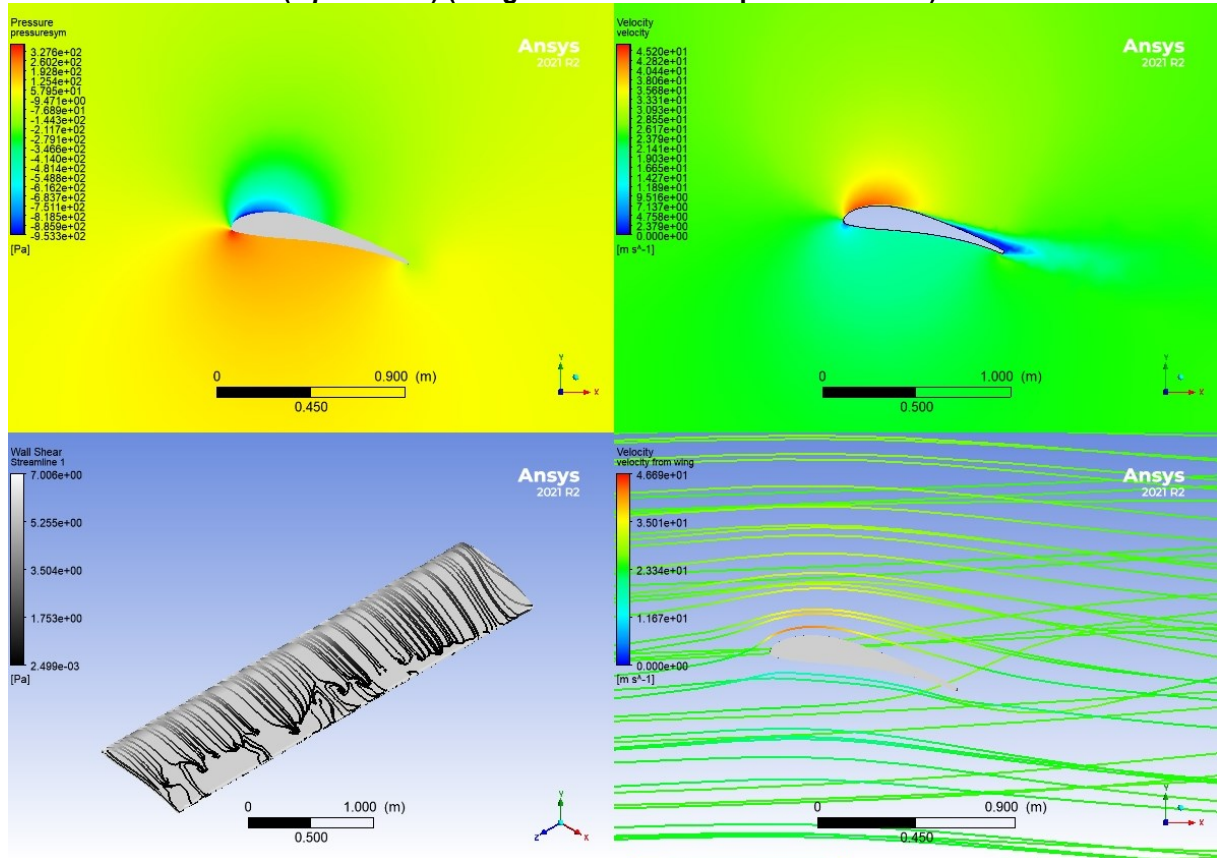 Pressure
pressuresym
3.276e+02
2.602e+02
1.928e+02
1.254e+02
5.795e+01
-9.471e+00
-7.689e+01
-1.443e+02
-2.117e+02
-2.791e+02
-3.466e+02
-4.140e+02
-4.814e+02
-5.488e+02
-6.162e+02
-6.837e+02
-7.511e+02
-8.185e+02
-8.859e+02
-9.533e+02
[Pa]
Ansys
2021 R2
0 0.900 (m)
0.450
Y
X
Velocity
velocity
4.520e+01
4.282e+01
4.044e+01
3.806e+01
3.568e+01
3.331e+01
3.093e+01
2.855e+01
2.617e+01
2.379e+01
2.141e+01
1.903e+01
1.665e+01
1.427e+01
1.189e+01
9.516e+00
7.137e+00
4.758e+00
2.379e+00
0.000e+00
[m s^-1]
Ansys
2021 R2
0 1.000 (m)
0.500
Y
X
Wall Shear
Streamline 1
7.006e+00
5.255e+00
3.504e+00
1.753e+00
2.499e-03
[Pa]
Ansys
2021 R2
0 1.000 (m)
0.500
Y
Z X
Velocity
velocity from wing
4.669e+01
3.501e+01
2.334e+01
1.167e+01
0.000e+00
[m s^-1]
Ansys
2021 R2
0 0.900 (m)
0.450
Y
X